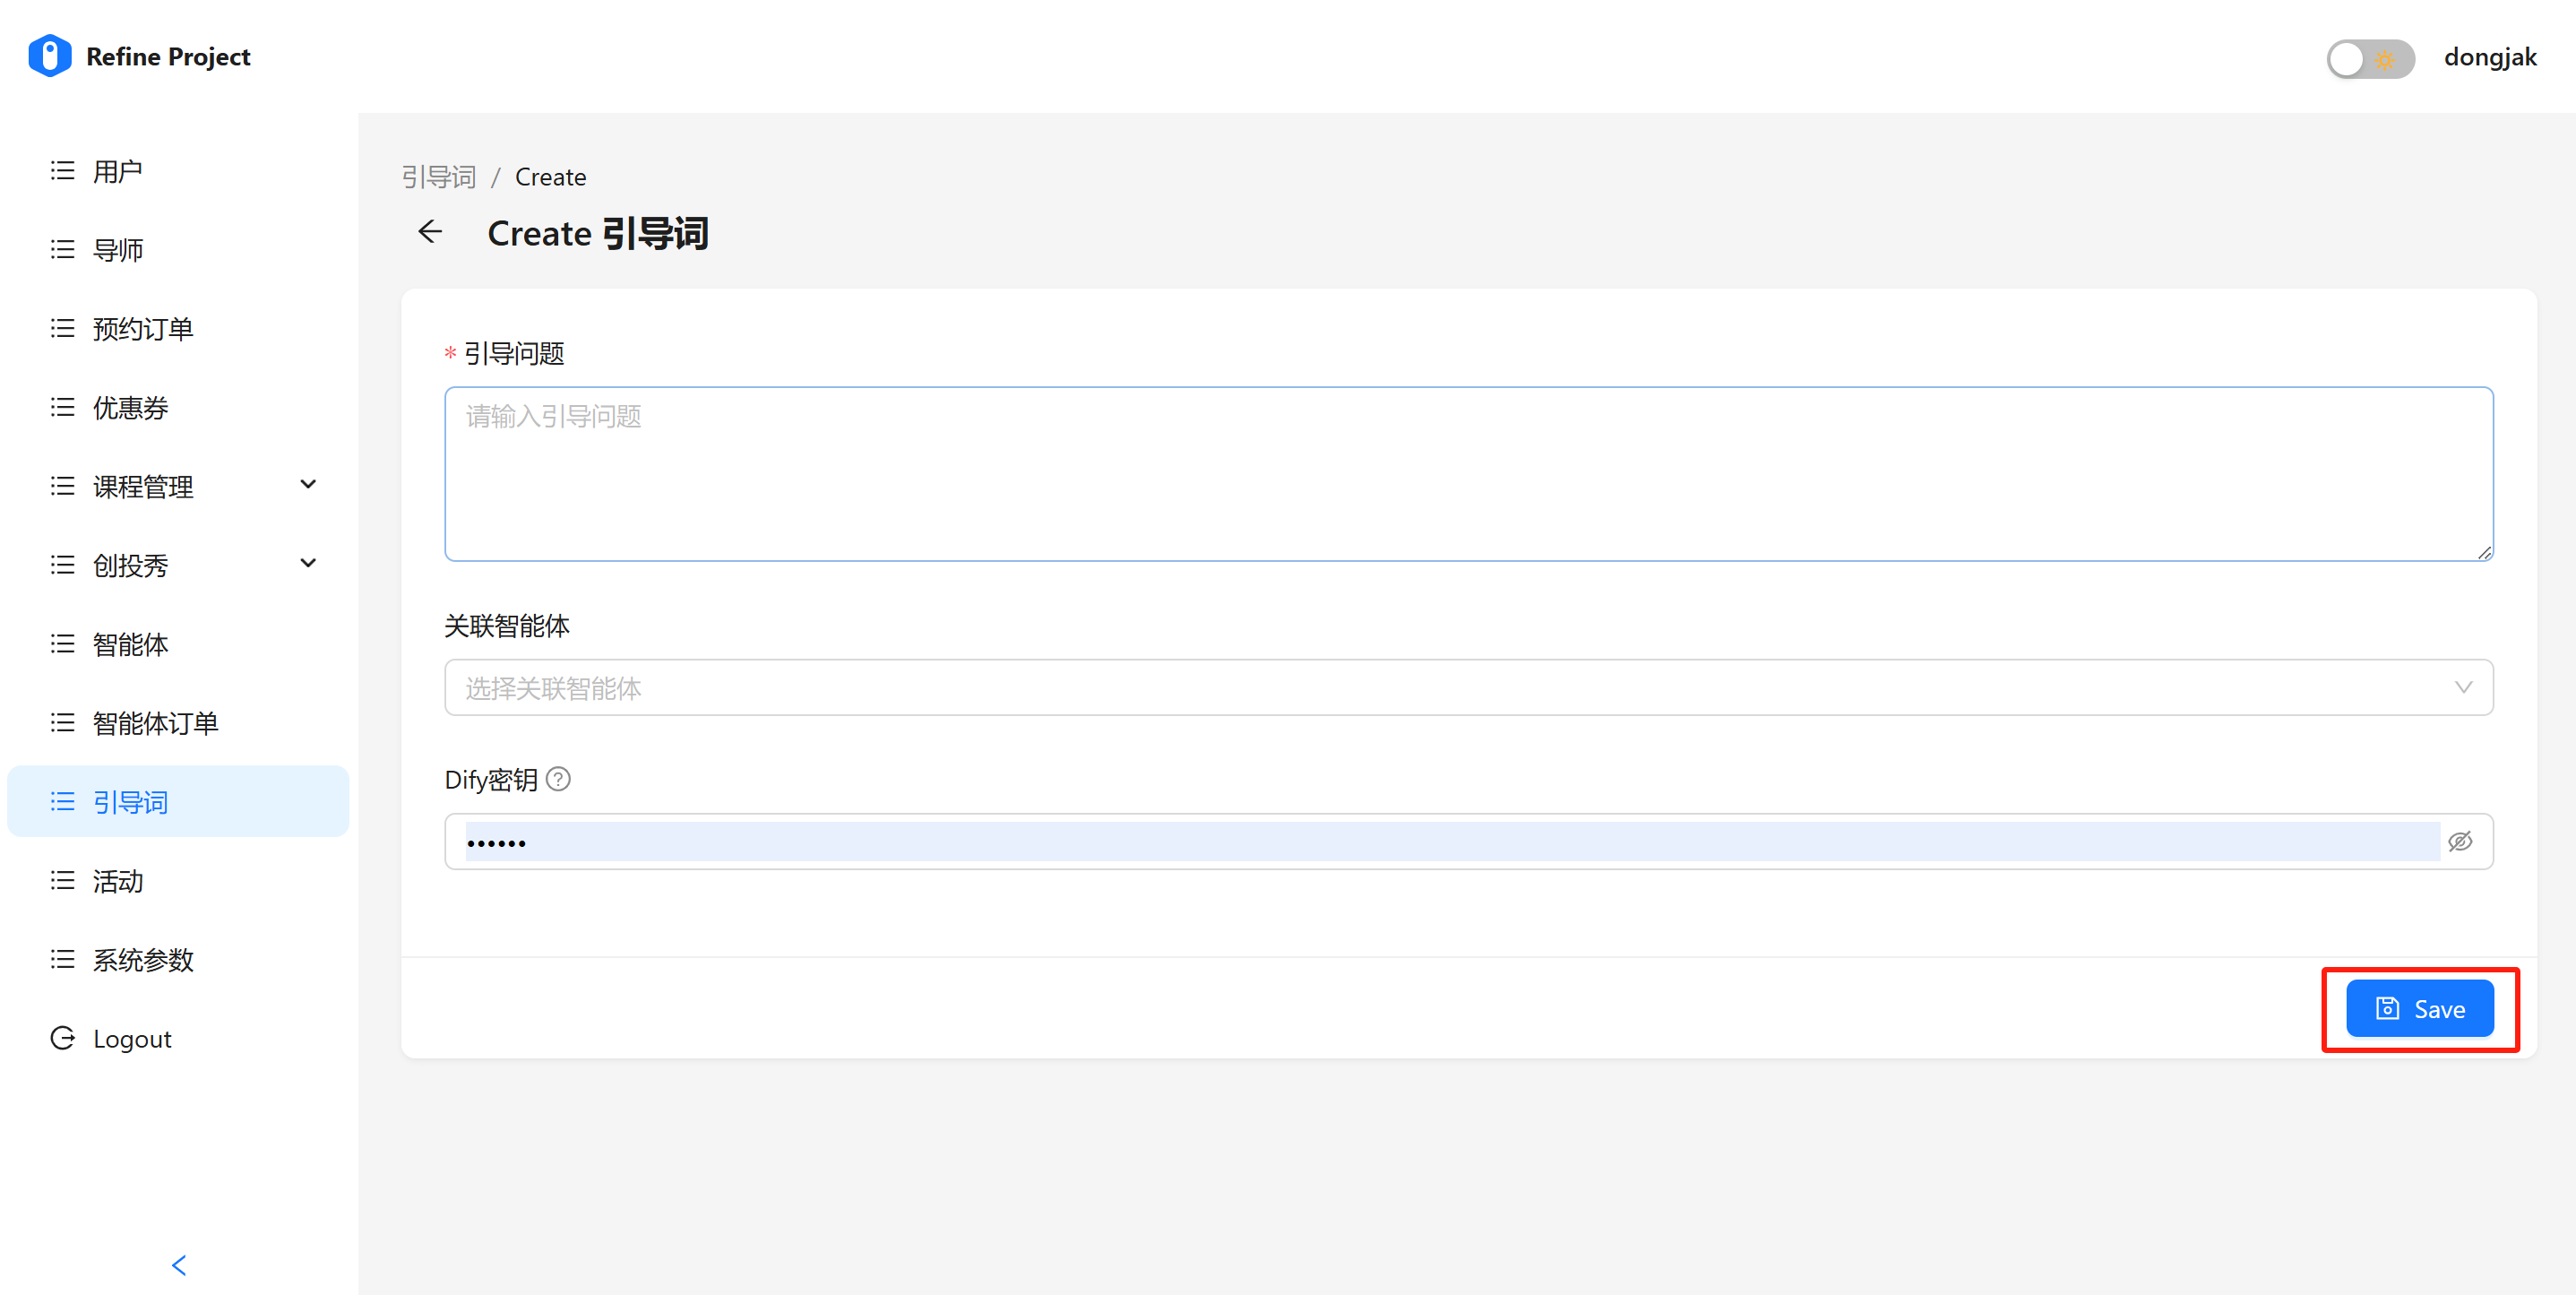 Refine Project
dongjak
用户
导师
预约订单
优惠券
课程管理
创投秀
智能体
智能体订单
引导词
活动
系统参数
Logout
引导词 / Create
Create 引导词
* 引导问题
请输入引导问题
关联智能体
选择关联智能体
Dify密钥
••••••
Save